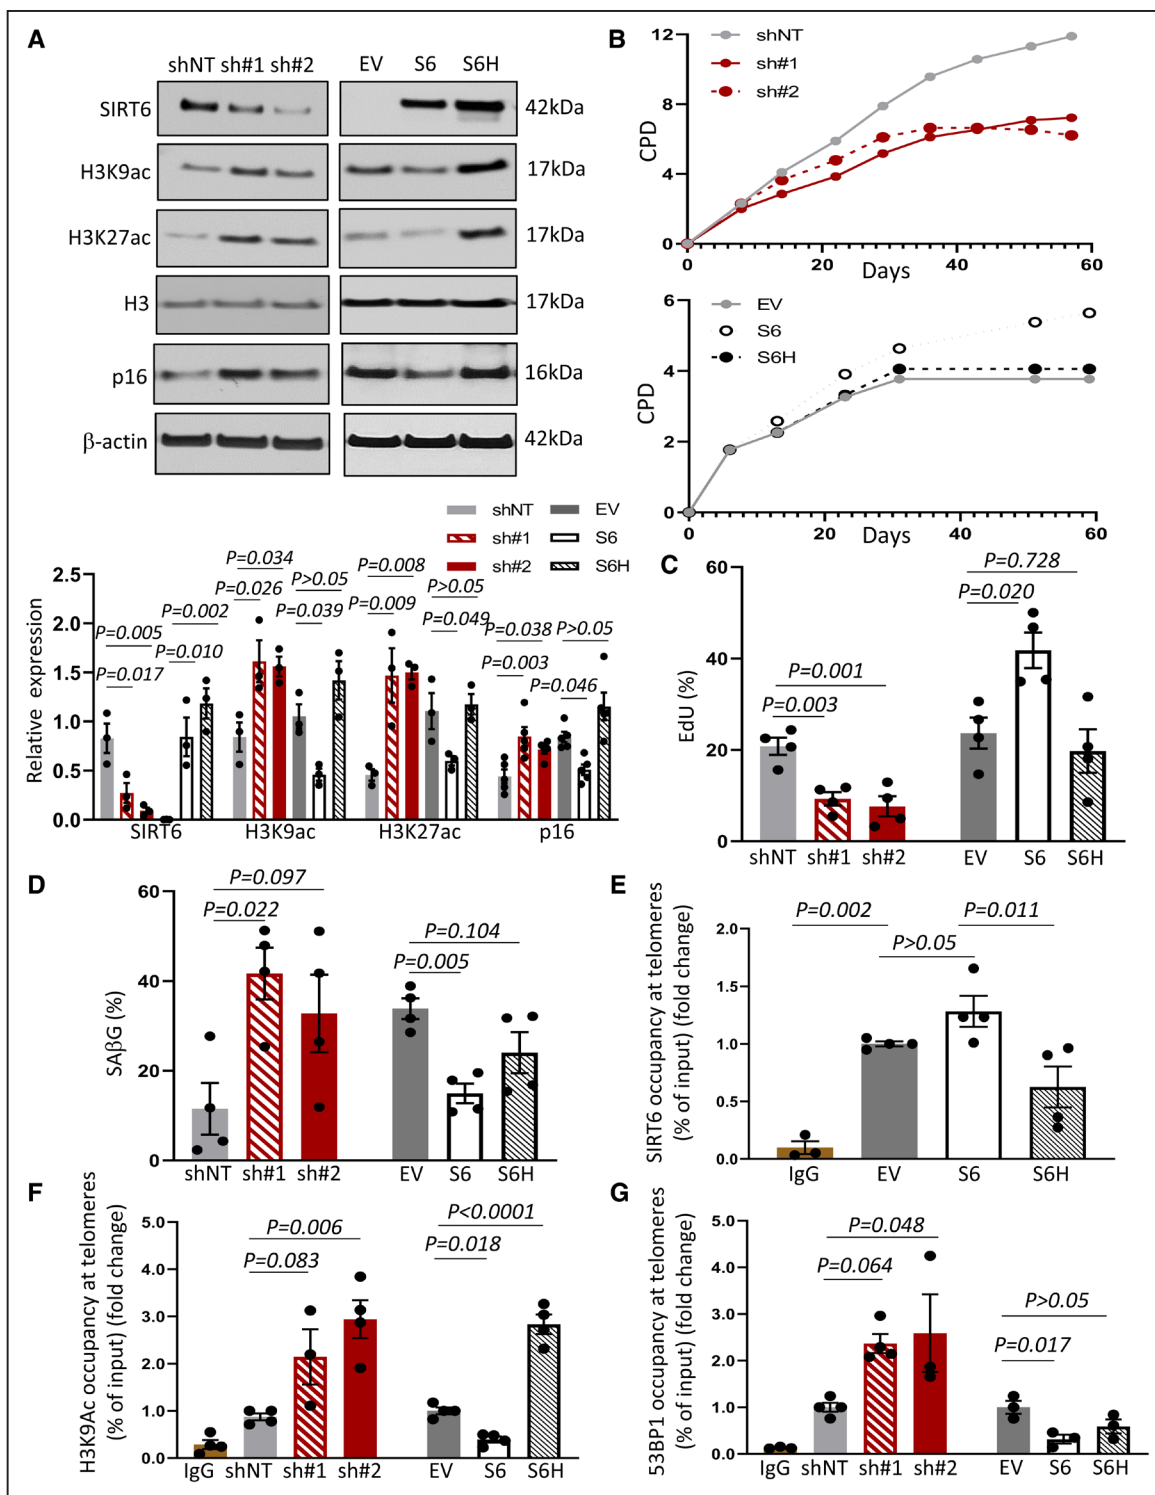 A
shNT sh#1 sh#2
EV S6 S6H
SIRT6
42kDa
H3K9ac
17kDa
H3K27ac
17kDa
H3
17kDa
p16
16kDa
β-actin
42kDa
shNT
EV
sh#1
S6
sh#2
S6H
Relative expression
2.5
2.0
1.5
1.0
0.5
0.0
P=0.005
P=0.017
P=0.002
P=0.010
P=0.034
P=0.026
P>0.05
P=0.039
P=0.008
P=0.009
P>0.05
P=0.049
P=0.038
P=0.003
P>0.05
P=0.046
SIRT6 H3K9ac H3K27ac p16
B
shNT
sh#1
sh#2
CPD
12
8
4
0
0 20 40 60
Days
EV
S6
S6H
CPD
6
4
2
0
0 20 40 60
Days
C
EdU (%)
60
40
20
0
P=0.001
P=0.003
P=0.728
P=0.020
shNT sh#1 sh#2 EV S6 S6H
D
SAβG (%)
60
40
20
0
P=0.097
P=0.022
P=0.104
P=0.005
shNT sh#1 sh#2 EV S6 S6H
E
SIRT6 occupancy at telomeres
(% of input) (fold change)
2.0
1.5
1.0
0.5
0.0
P=0.002
P=0.011
P>0.05
IgG EV S6 S6H
F
H3K9Ac occupancy at telomeres
(% of input) (fold change)
5.0
4.0
3.0
2.0
1.0
0.0
P=0.006
P=0.083
P<0.0001
P=0.018
IgG shNT sh#1 sh#2 EV S6 S6H
G
53BP1 occupancy at telomeres
(% of input) (fold change)
5.0
4.0
3.0
2.0
1.0
0.0
P=0.048
P=0.064
P>0.05
P=0.017
IgG shNT sh#1 sh#2 EV S6 S6H